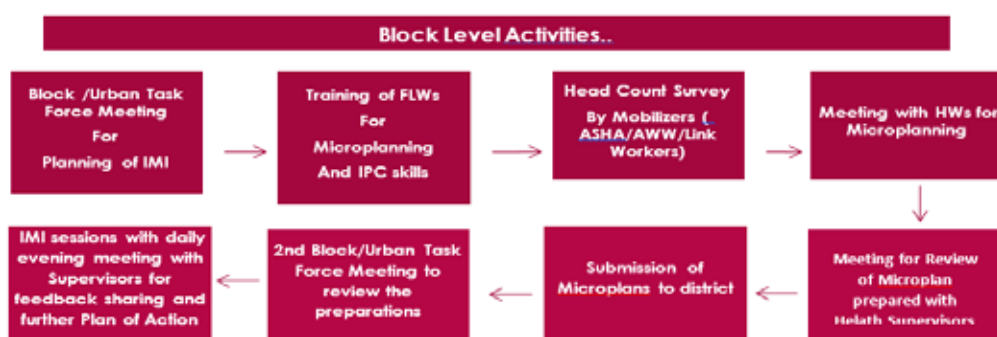 Block Level Activities..
Block /Urban Task
Force Meeting
For
Planning of IMI
Training of FLWs
For
Microplanning
And IPC skills
Head Count Survey
By Mobilizers (
ASHA/AWW/Link
Workers)
Meeting with HWs for
Microplanning
Meeting for Review
of Microplan
prepared with
Helath Supervisors
Submission of
Microplans to district
2nd Block/Urban Task
Force Meeting to
review the
preparations
IMI sessions with daily
evening meeting with
Supervisors for
feedback sharing and
further Plan of Action